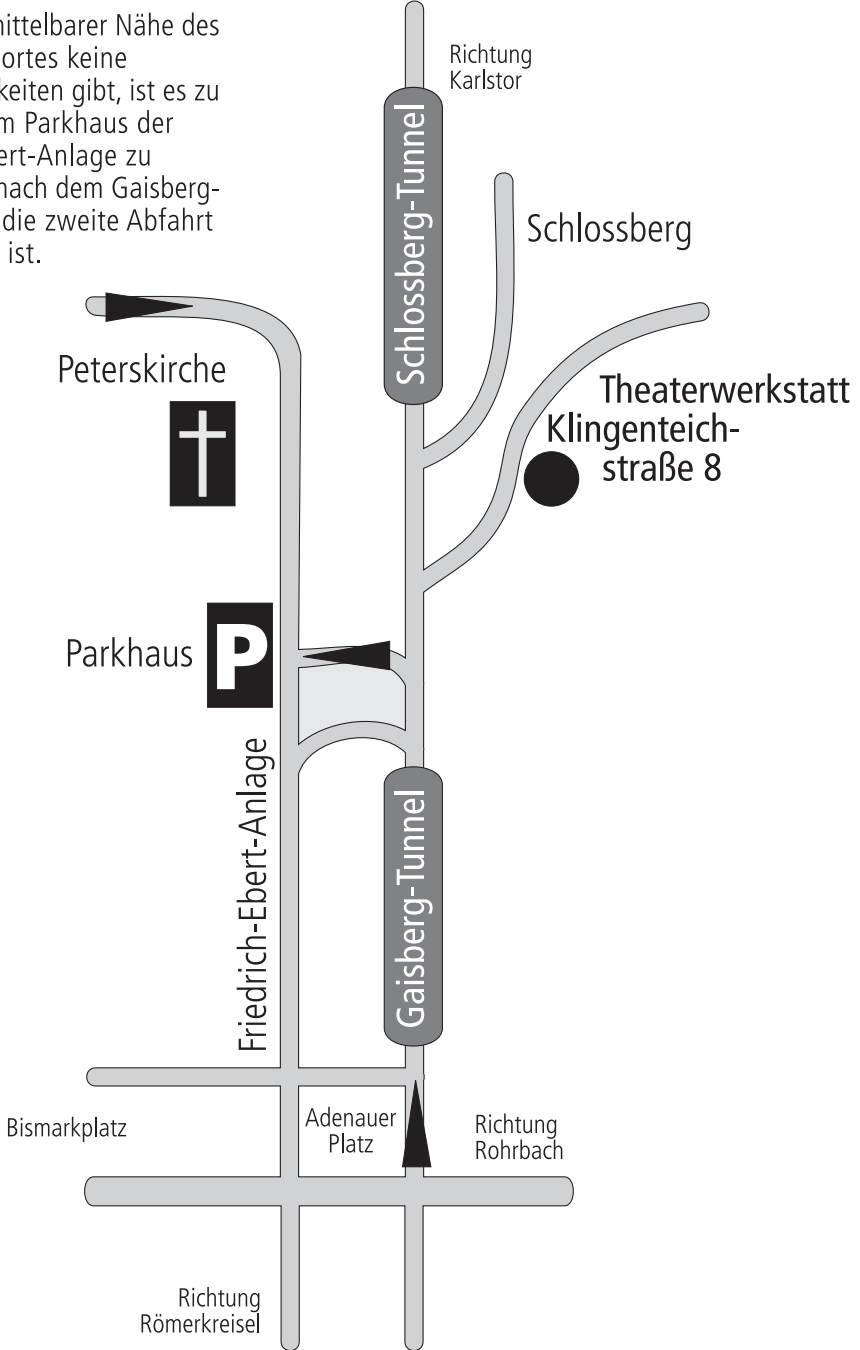 mittelbarer Nähe des
ortes keine
keiten gibt, ist es zu
m Parkhaus der
ert-Anlage zu
nach dem Gaisberg-
die zweite Abfahrt
ist.
Richtung
Karlstor
Schlossberg-Tunnel
Schlossberg
Peterskirche
Theaterwerkstatt
Klingenteich-
straße 8
Parkhaus
P
Friedrich-Ebert-Anlage
Gaisberg-Tunnel
Bismarkplatz
Adenauer
Platz
Richtung
Rohrbach
Richtung
Römerkreisel